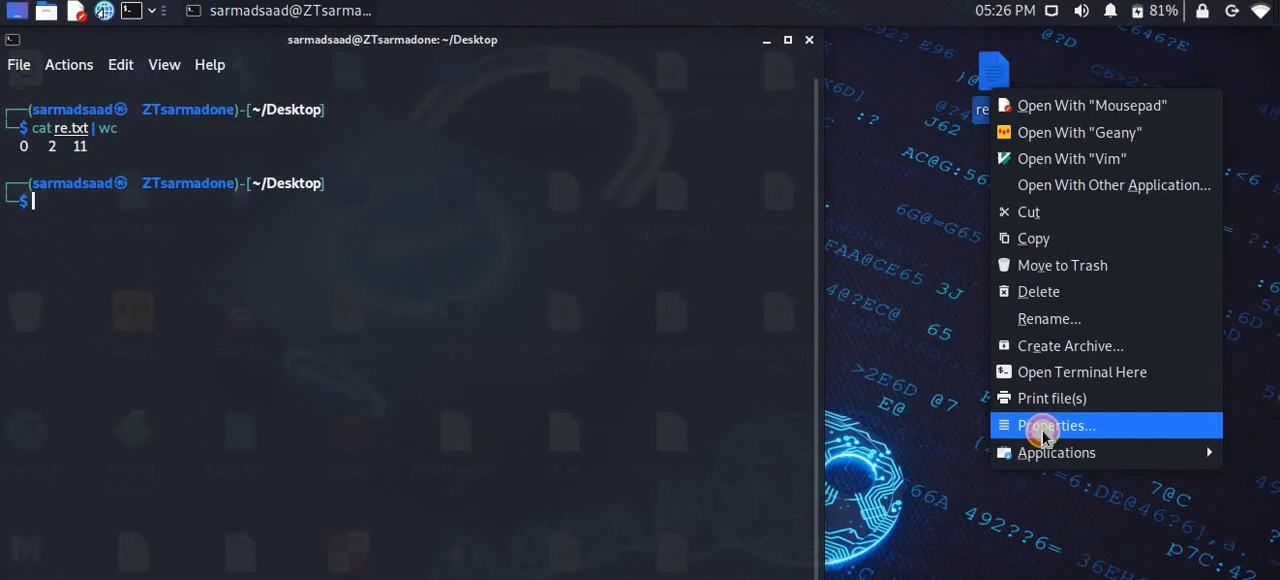 sarmadsaad@ZTsarma...
05:26 PM
81%
sarmadsaad@ZTsarmadone: ~/Desktop
File Actions Edit View Help
(sarmadsaad㉿ ZTsarmadone)-[~/Desktop]
$ cat re.txt | wc
0 2 11
(sarmadsaad㉿ ZTsarmadone)-[~/Desktop]
$
re
Open With "Mousepad"
Open With "Geany"
Open With "Vim"
Open With Other Application...
Cut
Copy
Move to Trash
Delete
Rename...
Create Archive...
Open Terminal Here
Print file(s)
Properties...
Applications